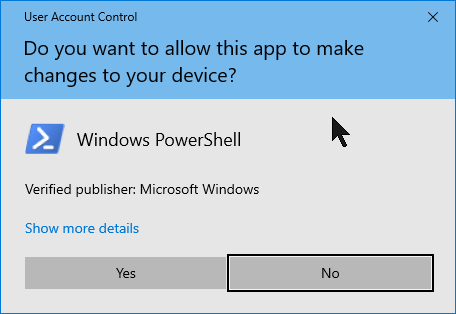 User Account Control
Do you want to allow this app to make
changes to your device?
Windows PowerShell
Verified publisher: Microsoft Windows
Show more details
Yes
No